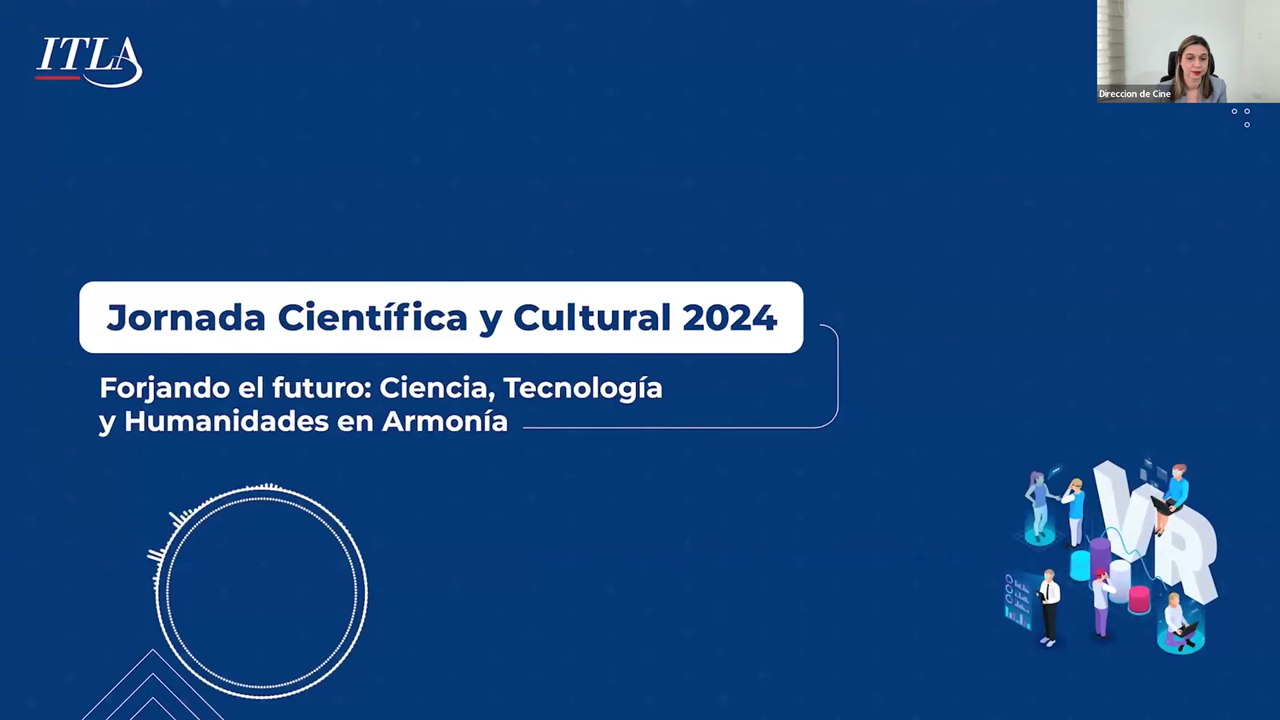 ITLA
Direccion de Cine
Jornada Científica y Cultural 2024
Forjando el futuro: Ciencia, Tecnología
y Humanidades en Armonía
VR